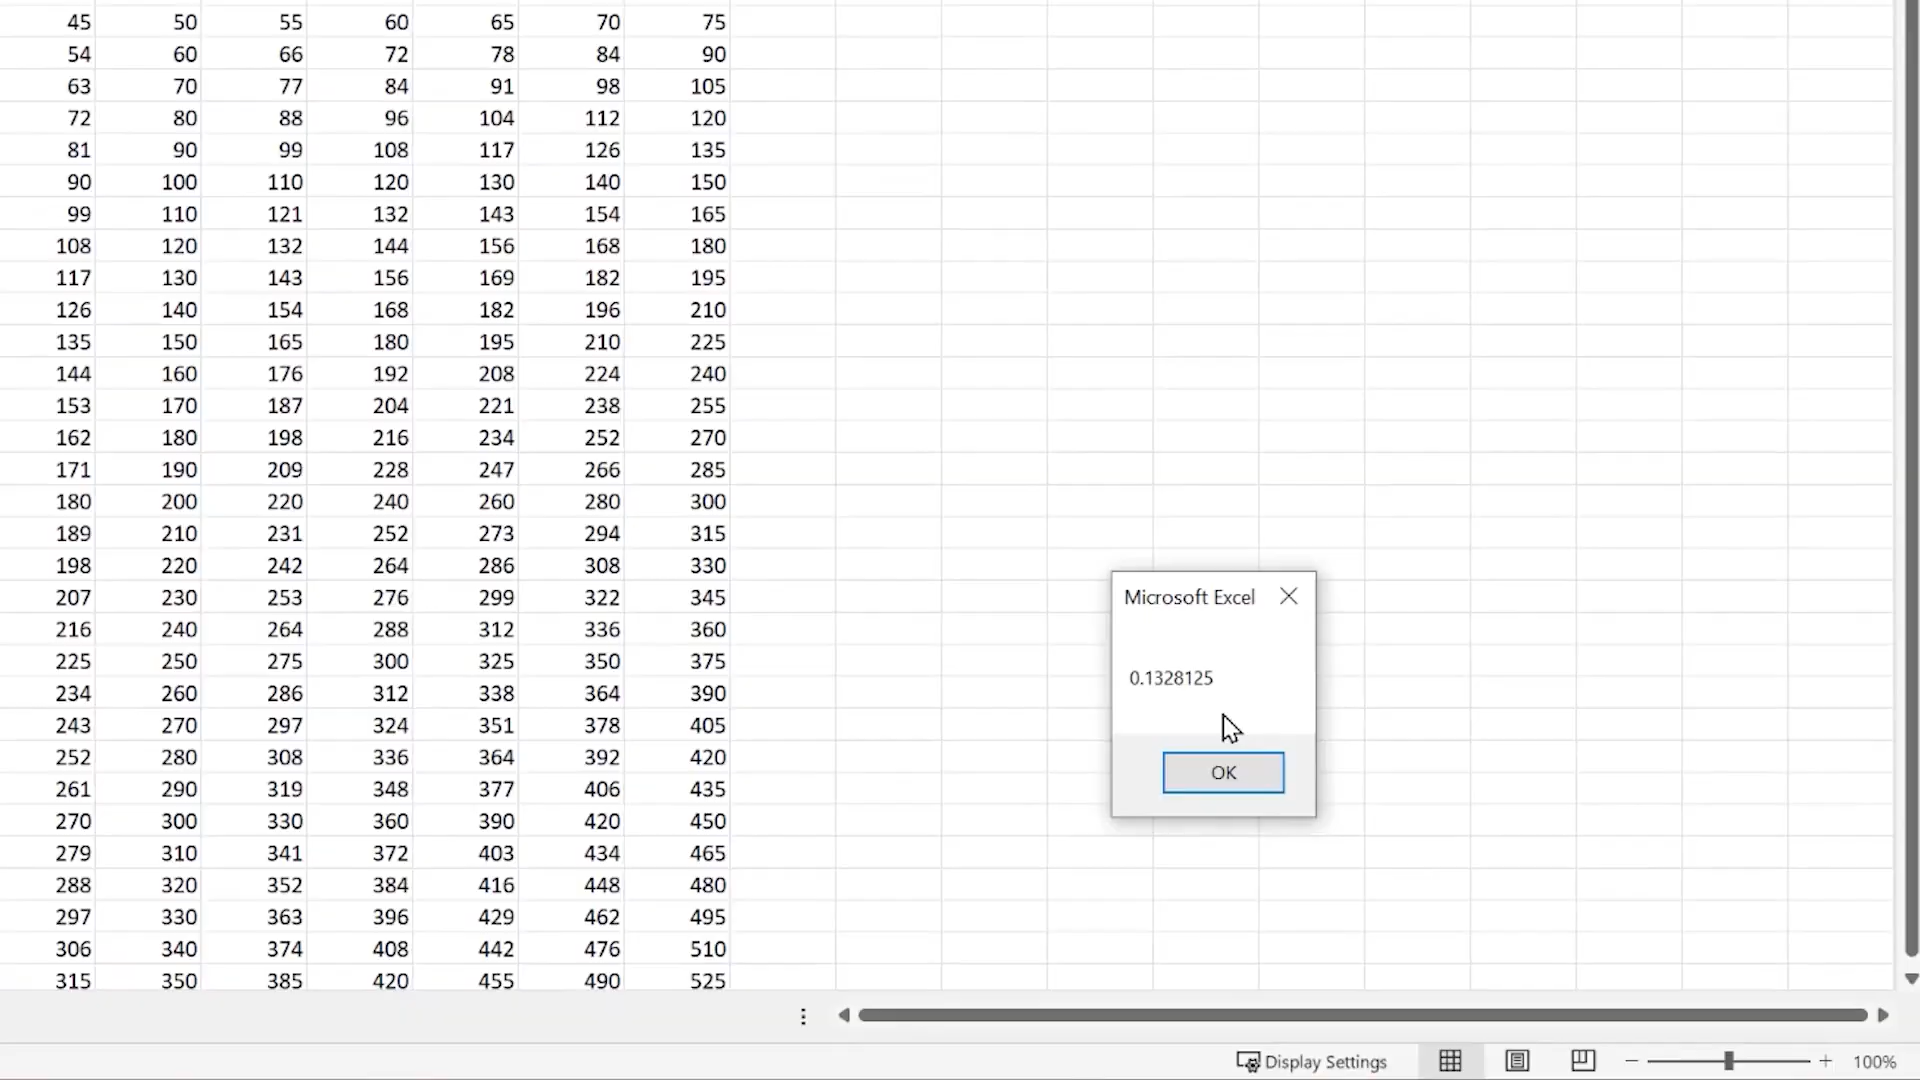 45 50 55 60 65 70 75
54 60 66 72 78 84 90
63 70 77 84 91 98 105
72 80 88 96 104 112 120
81 90 99 108 117 126 135
90 100 110 120 130 140 150
99 110 121 132 143 154 165
108 120 132 144 156 168 180
117 130 143 156 169 182 195
126 140 154 168 182 196 210
135 150 165 180 195 210 225
144 160 176 192 208 224 240
153 170 187 204 221 238 255
162 180 198 216 234 252 270
171 190 209 228 247 266 285
180 200 220 240 260 280 300
189 210 231 252 273 294 315
198 220 242 264 286 308 330
207 230 253 276 299 322 345
216 240 264 288 312 336 360
225 250 275 300 325 350 375
234 260 286 312 338 364 390
243 270 297 324 351 378 405
252 280 308 336 364 392 420
261 290 319 348 377 406 435
270 300 330 360 390 420 450
279 310 341 372 403 434 465
288 320 352 384 416 448 480
297 330 363 396 429 462 495
306 340 374 408 442 476 510
315 350 385 420 455 490 525
Microsoft Excel
0.1328125
OK
Display Settings
100%